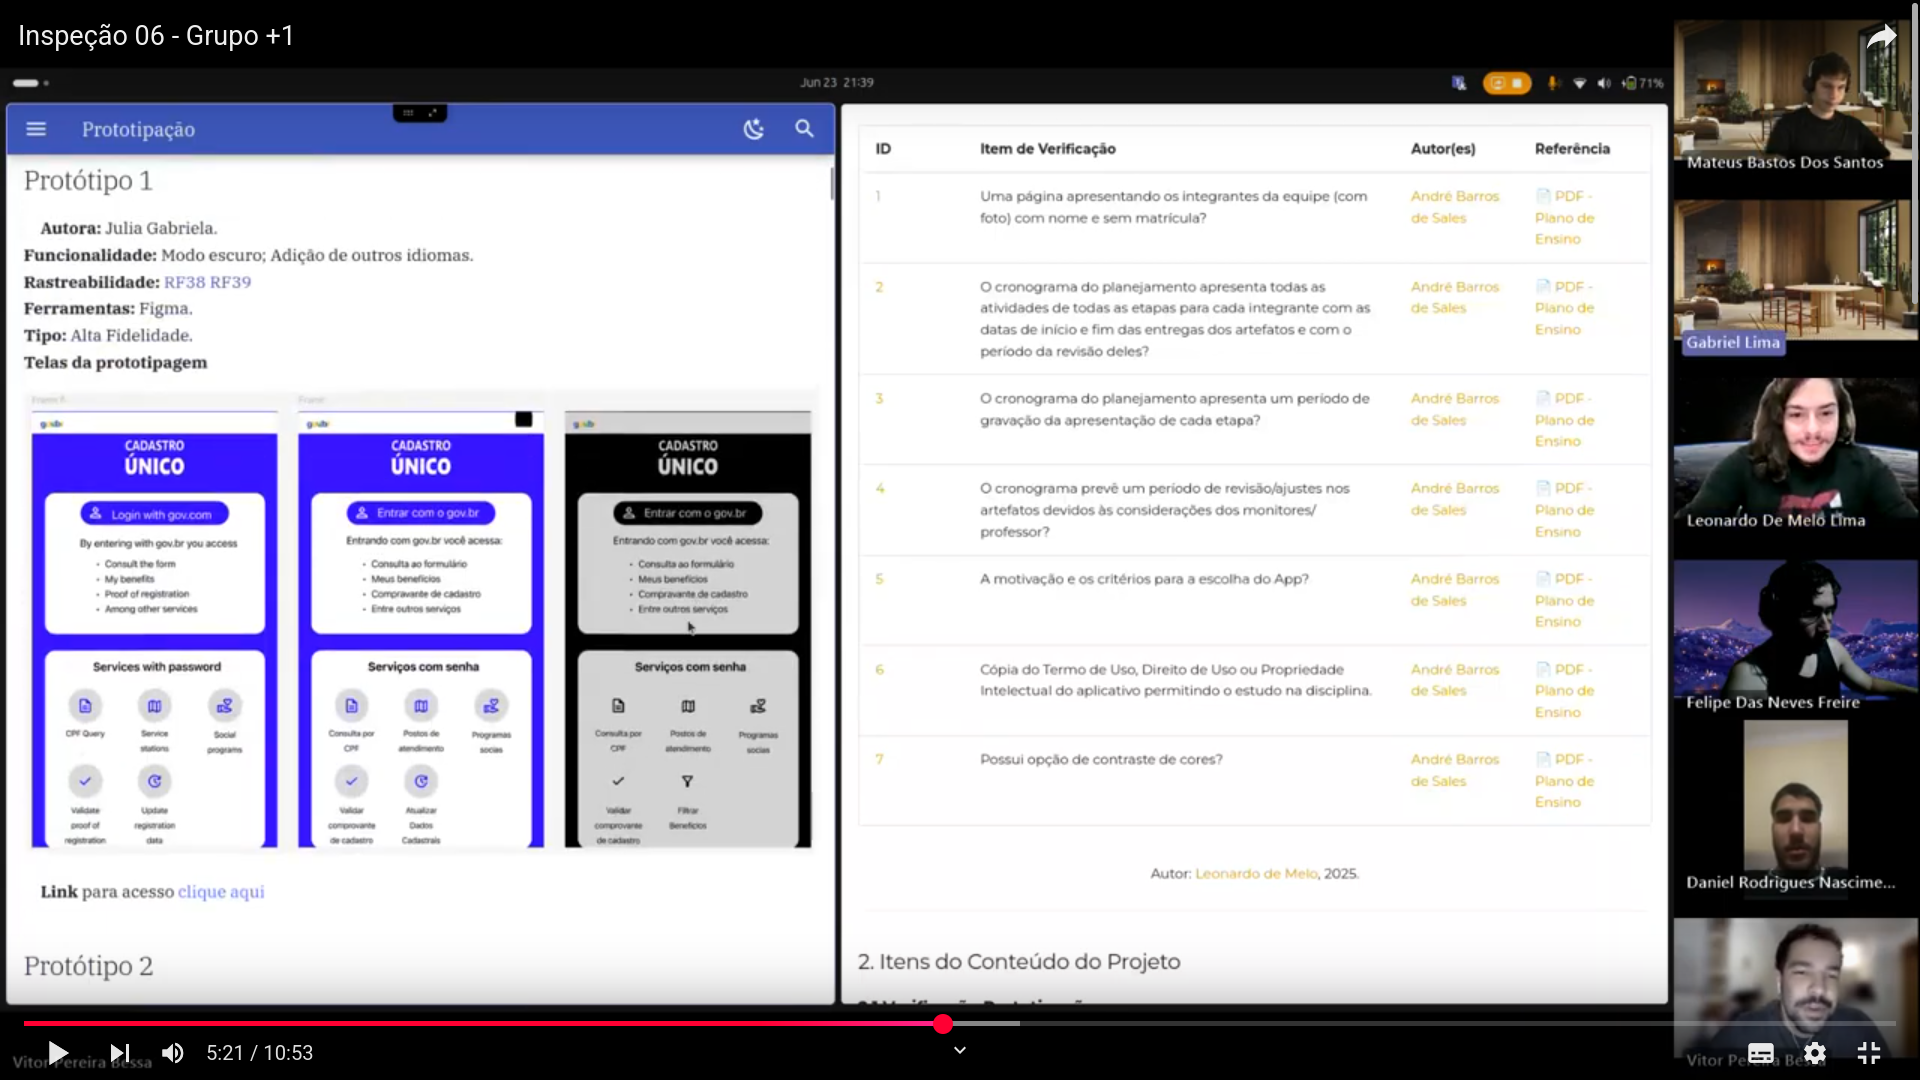 Inspeção 06 - Grupo +1
Jun 23 21:39
71%
Prototipação
Protótipo 1
Autora: Julia Gabriela.
Funcionalidade: Modo escuro; Adição de outros idiomas.
Rastreabilidade: RF38 RF39
Ferramentas: Figma.
Tipo: Alta Fidelidade.
Telas da prototipagem
CADASTRO
ÚNICO
Login with gov.com
By entering with gov.br you access
• Consult the form
• My benefits
• Proof of registration
• Among other services
Services with password
CPF Query
Service
stations
Social
programs
Validate
proof of
registration
Update
registration
data
CADASTRO
ÚNICO
Entrar com o gov.br
Entrando com gov.br você acessa:
• Consulta ao formulário
• Meus benefícios
• Compravante de cadastro
• Entre outros serviços
Serviços com senha
Consulta por
CPF
Postos de
atendimento
Programas
socias
Validar
comprovante
de cadastro
Atualizar
Dados
Cadastrais
CADASTRO
ÚNICO
Entrar com o gov.br
Entrando com gov.br você acessa:
• Consulta ao formulário
• Meus benefícios
• Compravante de cadastro
• Entre outros serviços
Serviços com senha
Consulta por
CPF
Postos de
atendimento
Programas
socias
Validar
comprovante
de cadastro
Filtrar
Benefícios
Link para acesso clique aqui
Protótipo 2
ID Item de Verificação Autor(es) Referência
1 Uma página apresentando os integrantes da equipe (com André Barros PDF -
foto) com nome e sem matrícula? de Sales Plano de
Ensino
2 O cronograma do planejamento apresenta todas as André Barros PDF -
atividades de todas as etapas para cada integrante com as de Sales Plano de
datas de início e fim das entregas dos artefatos e com o Ensino
período da revisão deles?
3 O cronograma do planejamento apresenta um período de André Barros PDF -
gravação da apresentação de cada etapa? de Sales Plano de
Ensino
4 O cronograma prevê um período de revisão/ajustes nos André Barros PDF -
artefatos devidos às considerações dos monitores/ de Sales Plano de
professor? Ensino
5 A motivação e os critérios para a escolha do App? André Barros PDF -
de Sales Plano de
Ensino
6 Cópia do Termo de Uso, Direito de Uso ou Propriedade André Barros PDF -
Intelectual do aplicativo permitindo o estudo na disciplina. de Sales Plano de
Ensino
7 Possui opção de contraste de cores? André Barros PDF -
de Sales Plano de
Ensino
Autor: Leonardo de Melo, 2025.
2. Itens do Conteúdo do Projeto
Mateus Bastos Dos Santos
Gabriel Lima
Leonardo De Melo Lima
Felipe Das Neves Freire
Daniel Rodrigues Nascime...
Vitor Pereira Bessa
5:21 / 10:53
Vitor Pereira